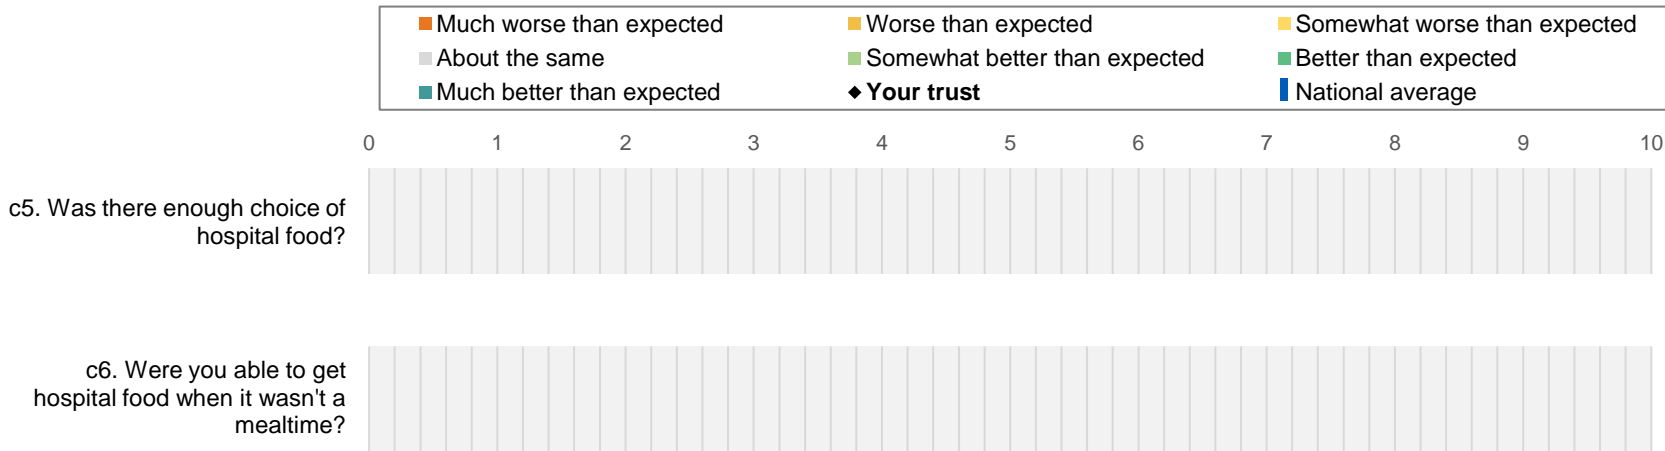 Much worse than expected
Worse than expected
Somewhat worse than expected
About the same
Somewhat better than expected
Better than expected
Much better than expected
Your trust
National average
0 1 2 3 4 5 6 7 8 9 10
c5. Was there enough choice of
hospital food?
c6. Were you able to get
hospital food when it wasn't a
mealtime?